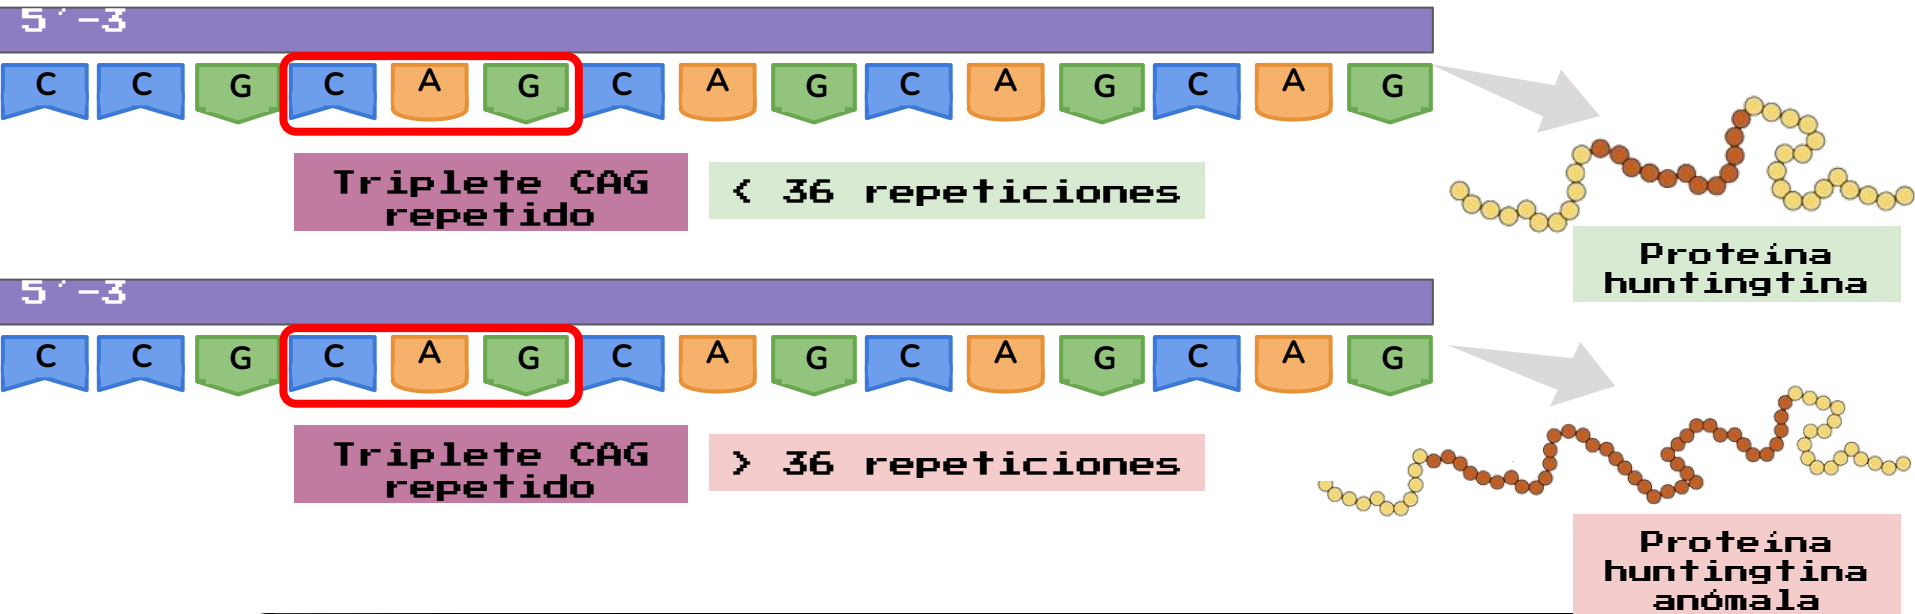 5´-3
C C G C A G C A G C A G C A G
Triplete CAG
repetido
< 36 repeticiones
Proteína
huntingtina
5´-3
C C G C A G C A G C A G C A G
Triplete CAG
repetido
> 36 repeticiones
Proteína
huntingtina
anómala